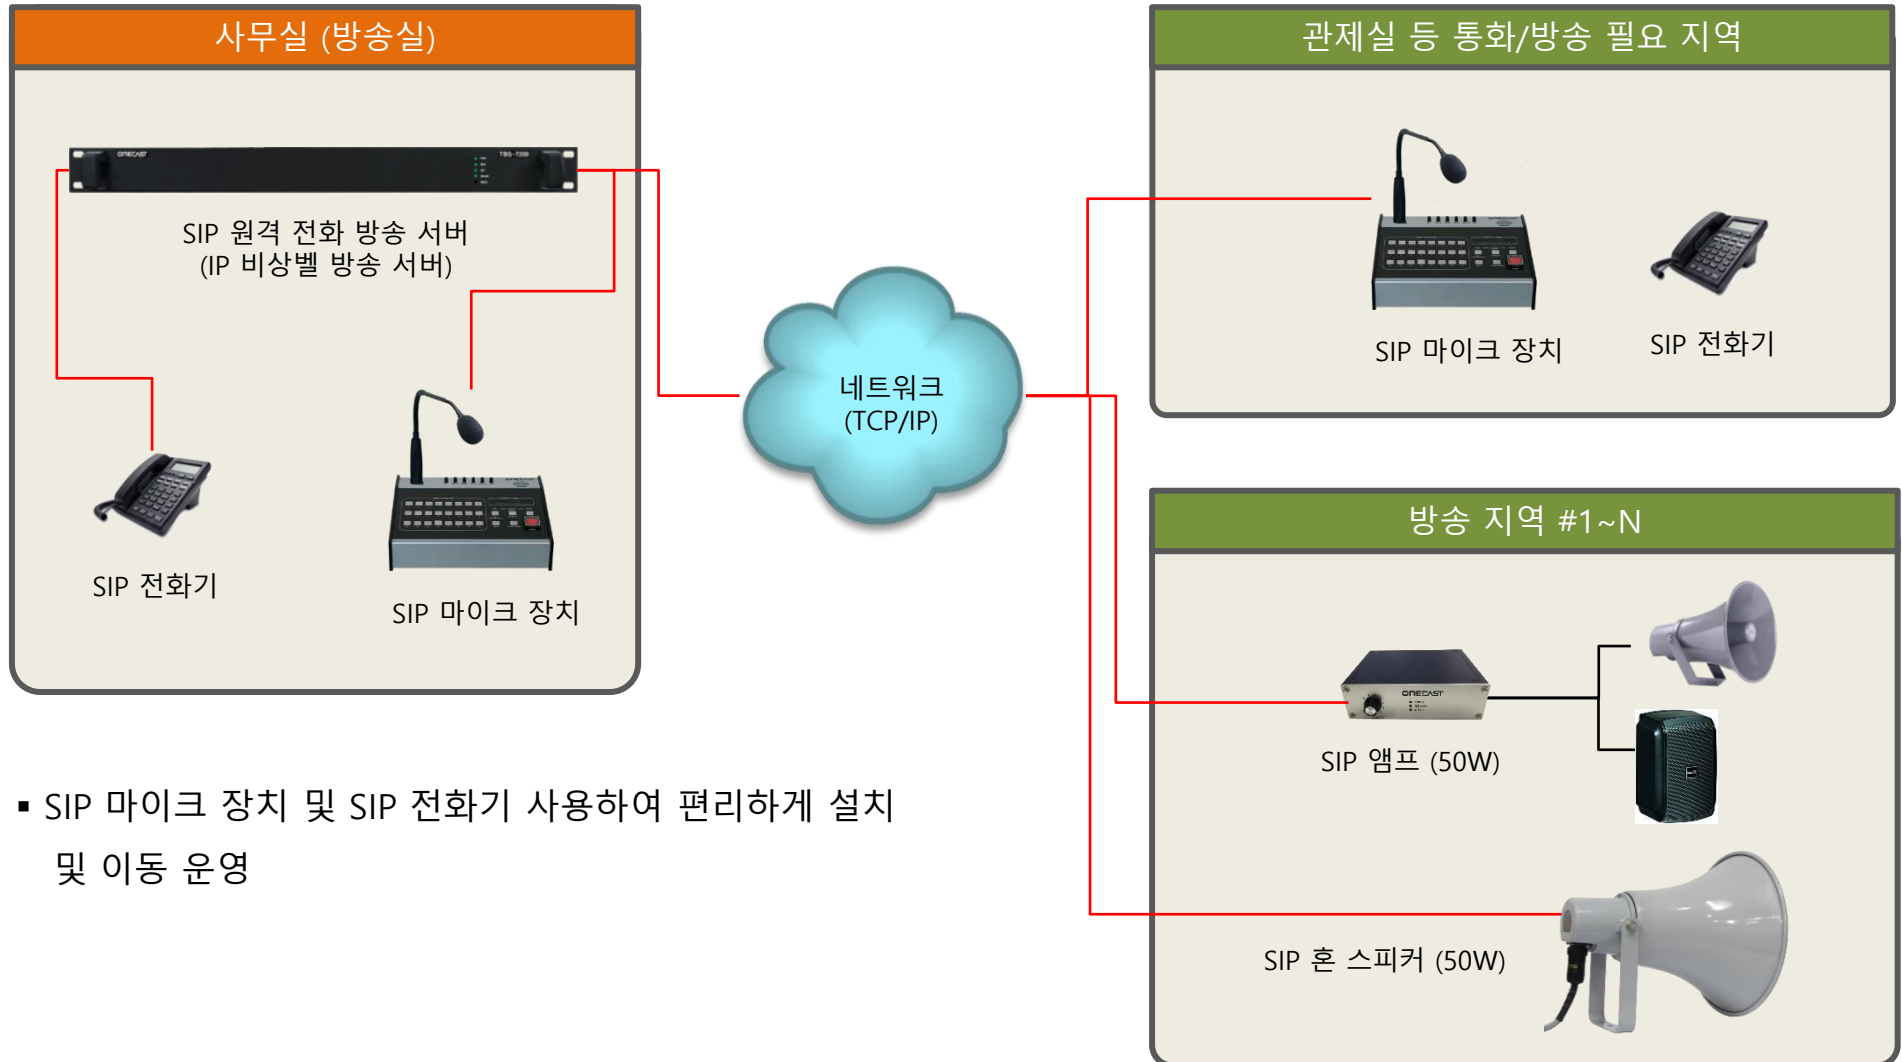 사무실 (방송실)
ONECAST
TBS-7200
SIP 원격 전화 방송 서버
(IP 비상벨 방송 서버)
SIP 전화기
SIP 마이크 장치
네트워크
(TCP/IP)
관제실 등 통화/방송 필요 지역
SIP 마이크 장치
SIP 전화기
방송 지역 #1~N
ONECAST
SIP 앰프 (50W)
SIP 혼 스피커 (50W)
▪ SIP 마이크 장치 및 SIP 전화기 사용하여 편리하게 설치
및 이동 운영